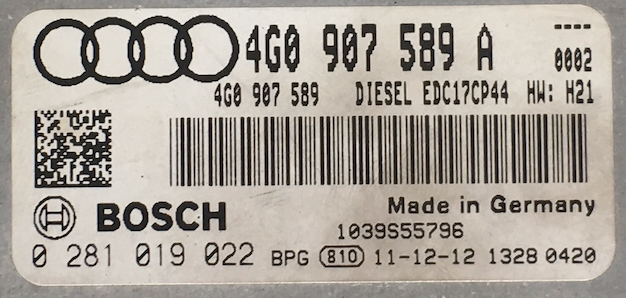 4G0 907 589 A ----
0002
4G0 907 589 DIESEL EDC17CP44 HW: H21
BOSCH Made in Germany
1039S55796
0 281 019 022 BPG 810 11-12-12 1328 0420